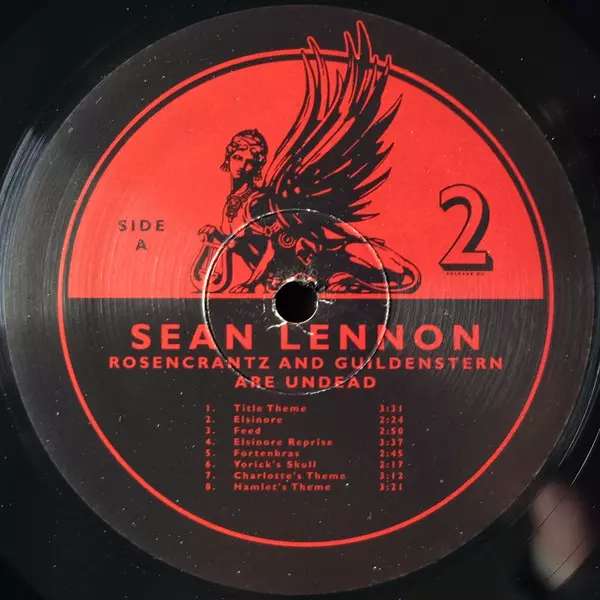 SIDE
A
2
SEAN LENNON
ROSENCRANTZ AND GUILDENSTERN
ARE UNDEAD
1. Title Theme 3:31
2. Elsinore 2:24
3. Feed 2:50
4. Elsinore Reprise 3:37
5. Fortenbras 2:45
6. Yorick's Skull 2:17
7. Charlotte's Theme 3:12
8. Hamlet's Theme 3:21